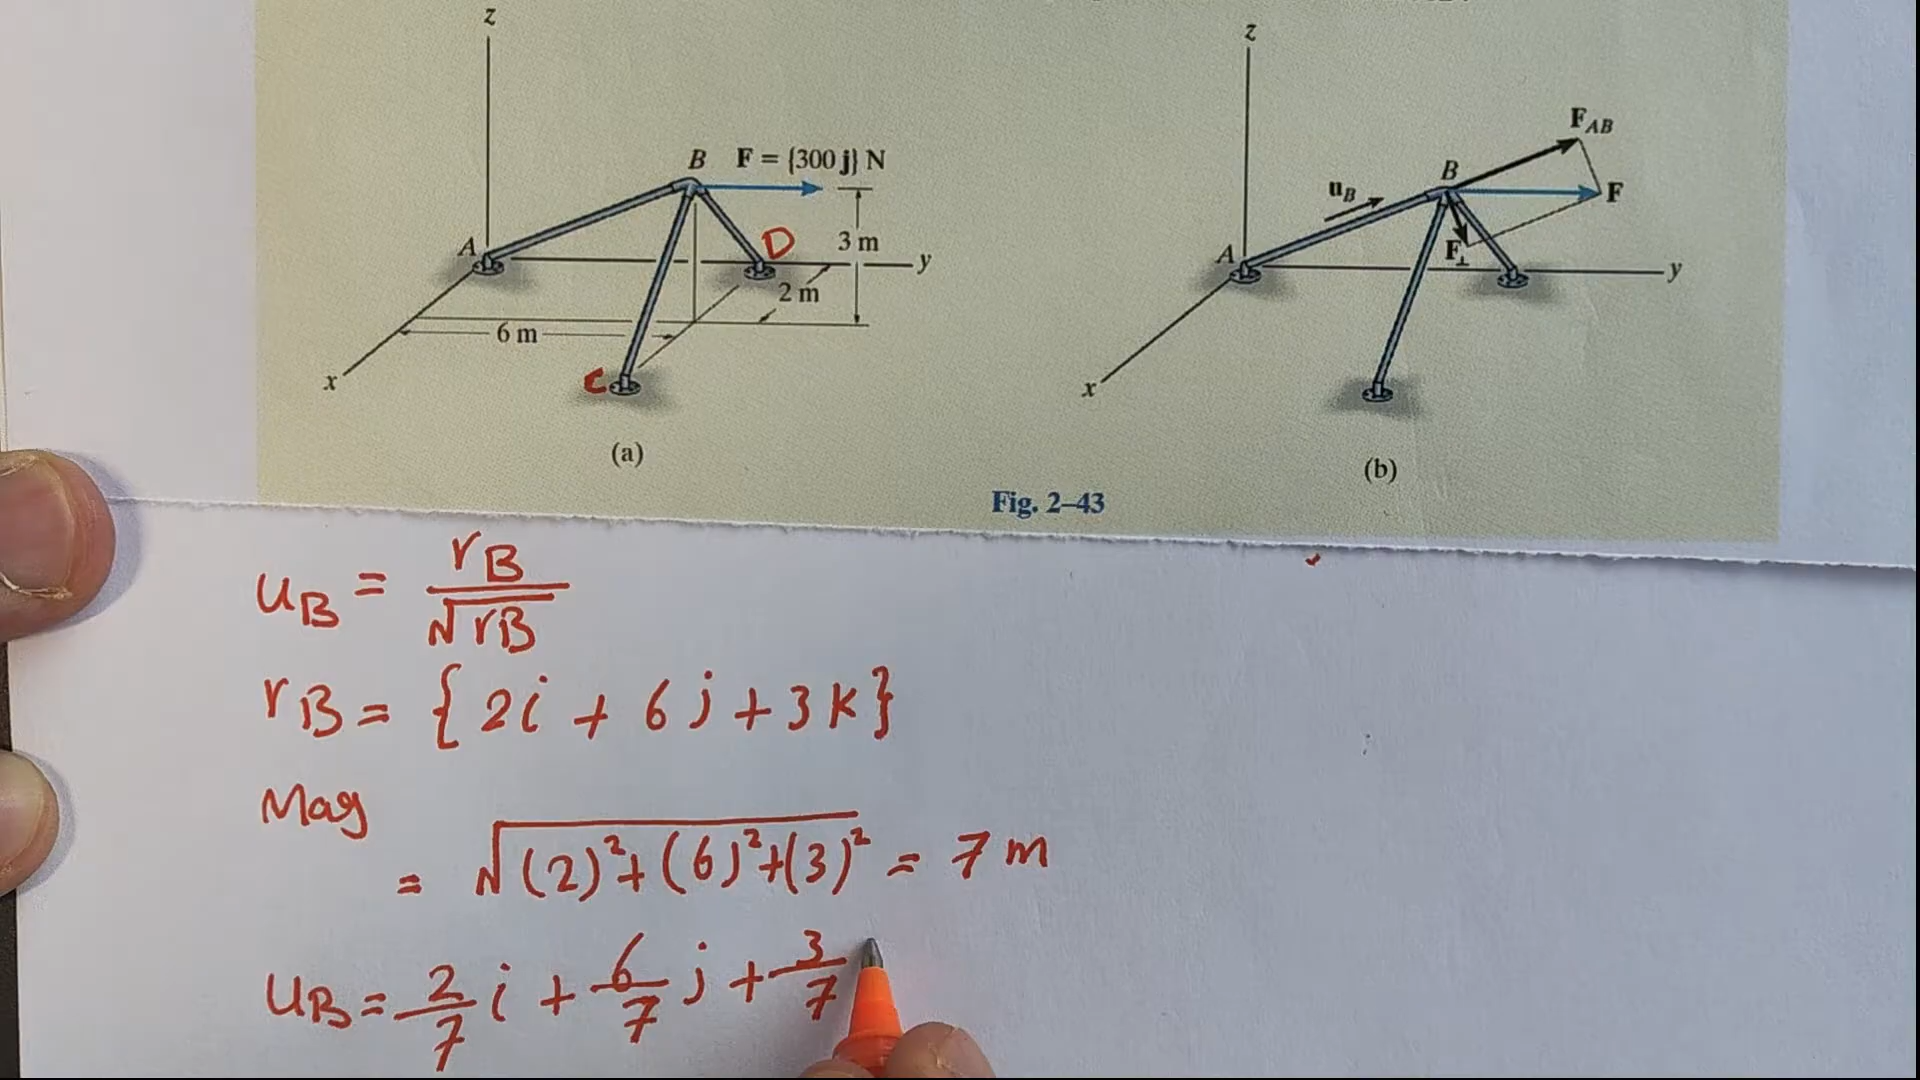 z
B F = {300 j} N
A
D
3 m
y
2 m
6 m
x
C
(a)
z
F_AB
B
u_B
F
A
F_⊥
y
x
(b)
Fig. 2–43
u_B = r_B / √r_B
r_B = {2i + 6j + 3k}
Mag
= √((2)² + (6)² + (3)²) = 7 m
u_B = 2/7 i + 6/7 j + 3/7